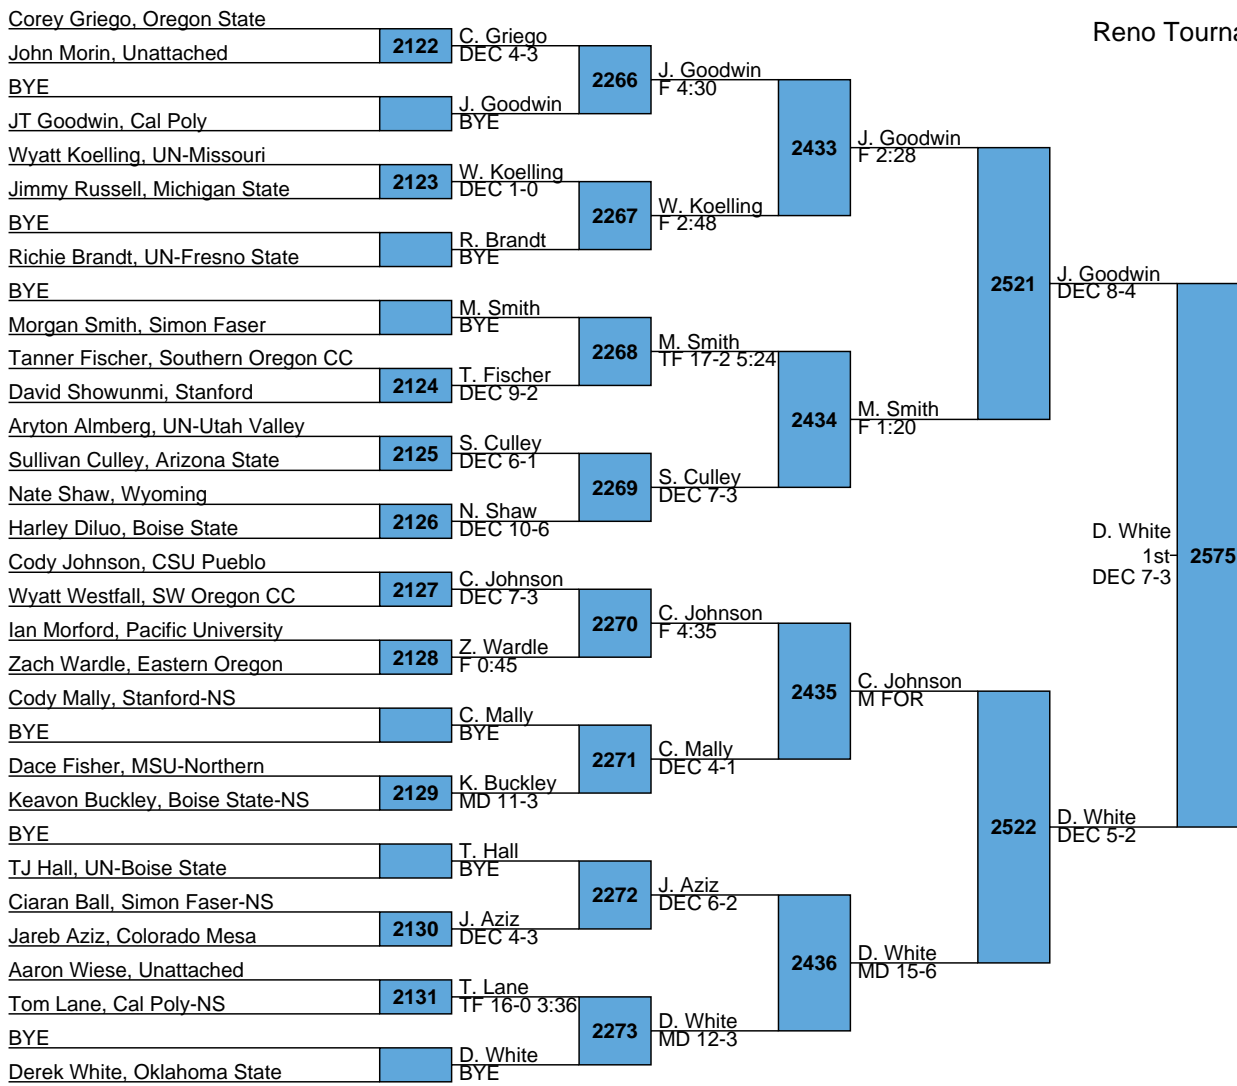 Corey Griego, Oregon State
John Morin, Unattached
BYE
JT Goodwin, Cal Poly
Wyatt Koelling, UN-Missouri
Jimmy Russell, Michigan State
BYE
Richie Brandt, UN-Fresno State
BYE
Morgan Smith, Simon Faser
Tanner Fischer, Southern Oregon CC
David Showunmi, Stanford
Aryton Almberg, UN-Utah Valley
Sullivan Culley, Arizona State
Nate Shaw, Wyoming
Harley Diluo, Boise State
Cody Johnson, CSU Pueblo
Wyatt Westfall, SW Oregon CC
Ian Morford, Pacific University
Zach Wardle, Eastern Oregon
Cody Mally, Stanford-NS
BYE
Dace Fisher, MSU-Northern
Keavon Buckley, Boise State-NS
BYE
TJ Hall, UN-Boise State
Ciaran Ball, Simon Faser-NS
Jareb Aziz, Colorado Mesa
Aaron Wiese, Unattached
Tom Lane, Cal Poly-NS
BYE
Derek White, Oklahoma State
2122
2123
2124
2125
2126
2127
2128
2129
2130
2131
C. Griego
DEC 4-3
J. Goodwin
BYE
W. Koelling
DEC 1-0
R. Brandt
BYE
M. Smith
BYE
T. Fischer
DEC 9-2
S. Culley
DEC 6-1
N. Shaw
DEC 10-6
C. Johnson
DEC 7-3
Z. Wardle
F 0:45
C. Mally
BYE
K. Buckley
MD 11-3
T. Hall
BYE
J. Aziz
DEC 4-3
T. Lane
TF 16-0 3:36
D. White
BYE
2266
2267
2268
2269
2270
2271
2272
2273
J. Goodwin
F 4:30
W. Koelling
F 2:48
M. Smith
TF 17-2 5:24
S. Culley
DEC 7-3
C. Johnson
F 4:35
C. Mally
DEC 4-1
J. Aziz
DEC 6-2
D. White
MD 12-3
2433
2434
2435
2436
J. Goodwin
F 2:28
M. Smith
F 1:20
C. Johnson
M FOR
D. White
MD 15-6
2521
2522
J. Goodwin
DEC 8-4
D. White
DEC 5-2
Reno Tourna
D. White
1st
DEC 7-3
2575